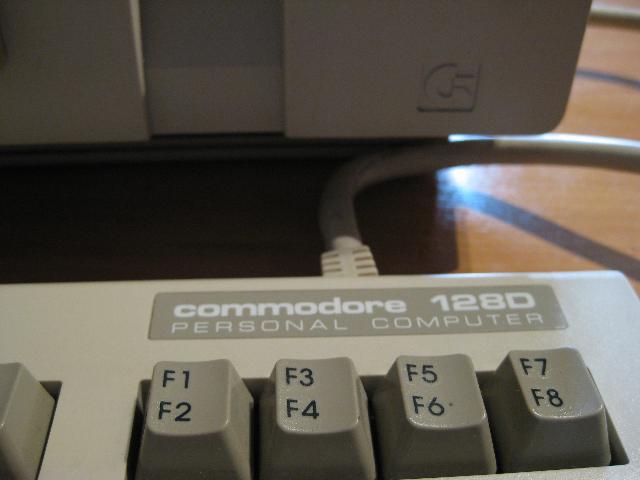 commodore 128D
PERSONAL COMPUTER
F1 F3 F5 F7
F2 F4 F6 F8